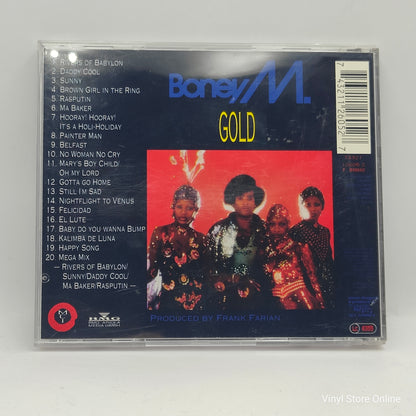 1. RIVERS OF BABYLON
2. DADDY COOL
3. SUNNY
4. BROWN GIRL IN THE RING
5. RASPUTIN
6. MA BAKER
7. HOORAY! HOORAY!
IT'S A HOLI-HOLIDAY
8. PAINTER MAN
9. BELFAST
10. NO WOMAN NO CRY
11. MARY'S BOY CHILD/
OH MY LORD
12. GOTTA GO HOME
13. STILL I'M SAD
14. NIGHTFLIGHT TO VENUS
15. FELICIDAD
16. EL LUTE
17. BABY DO YOU WANNA BUMP
18. KALIMBA DE LUNA
19. HAPPY SONG
20. MEGA MIX
— RIVERS OF BABYLON/
SUNNY/DADDY COOL/
MA BAKER/RASPUTIN —
Boney M.
GOLD
7 43211 26052 7
PRODUCED BY FRANK FARIAN
BMG
Vinyl Store Online